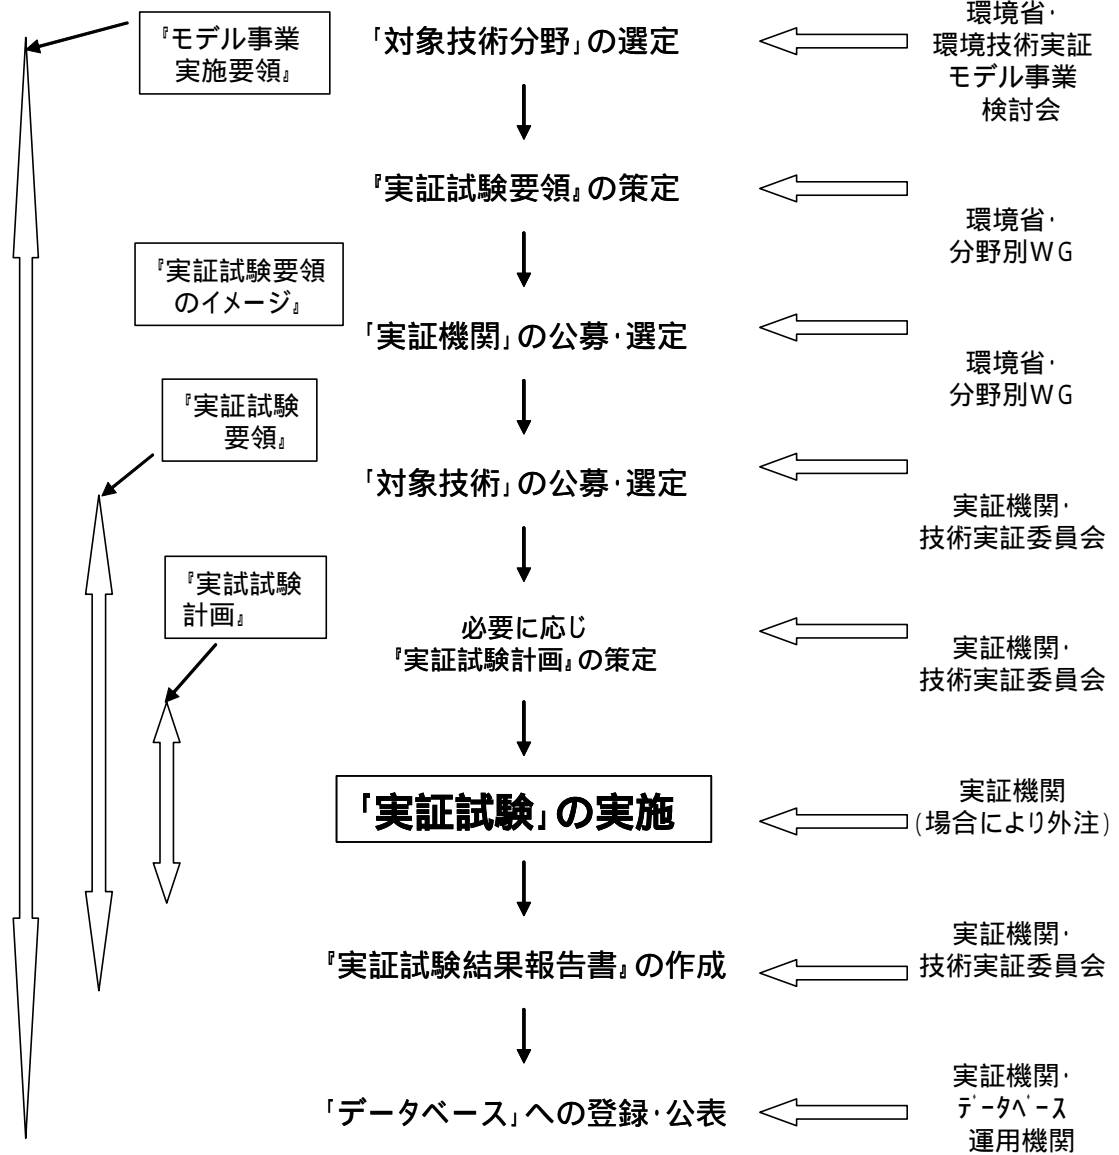 『モデル事業
実施要領』
「対象技術分野」の選定
環境省・
環境技術実証
モデル事業
検討会
『実証試験要領』の策定
環境省・
分野別WG
『実証試験要領
のイメージ』
「実証機関」の公募・選定
環境省・
分野別WG
『実証試験
要領』
「対象技術」の公募・選定
実証機関・
技術実証委員会
『実試試験
計画』
必要に応じ
『実証試験計画』の策定
実証機関・
技術実証委員会
「実証試験」の実施
実証機関
(場合により外注)
『実証試験結果報告書』の作成
実証機関・
技術実証委員会
「データベース」への登録・公表
実証機関・
データベース
運用機関